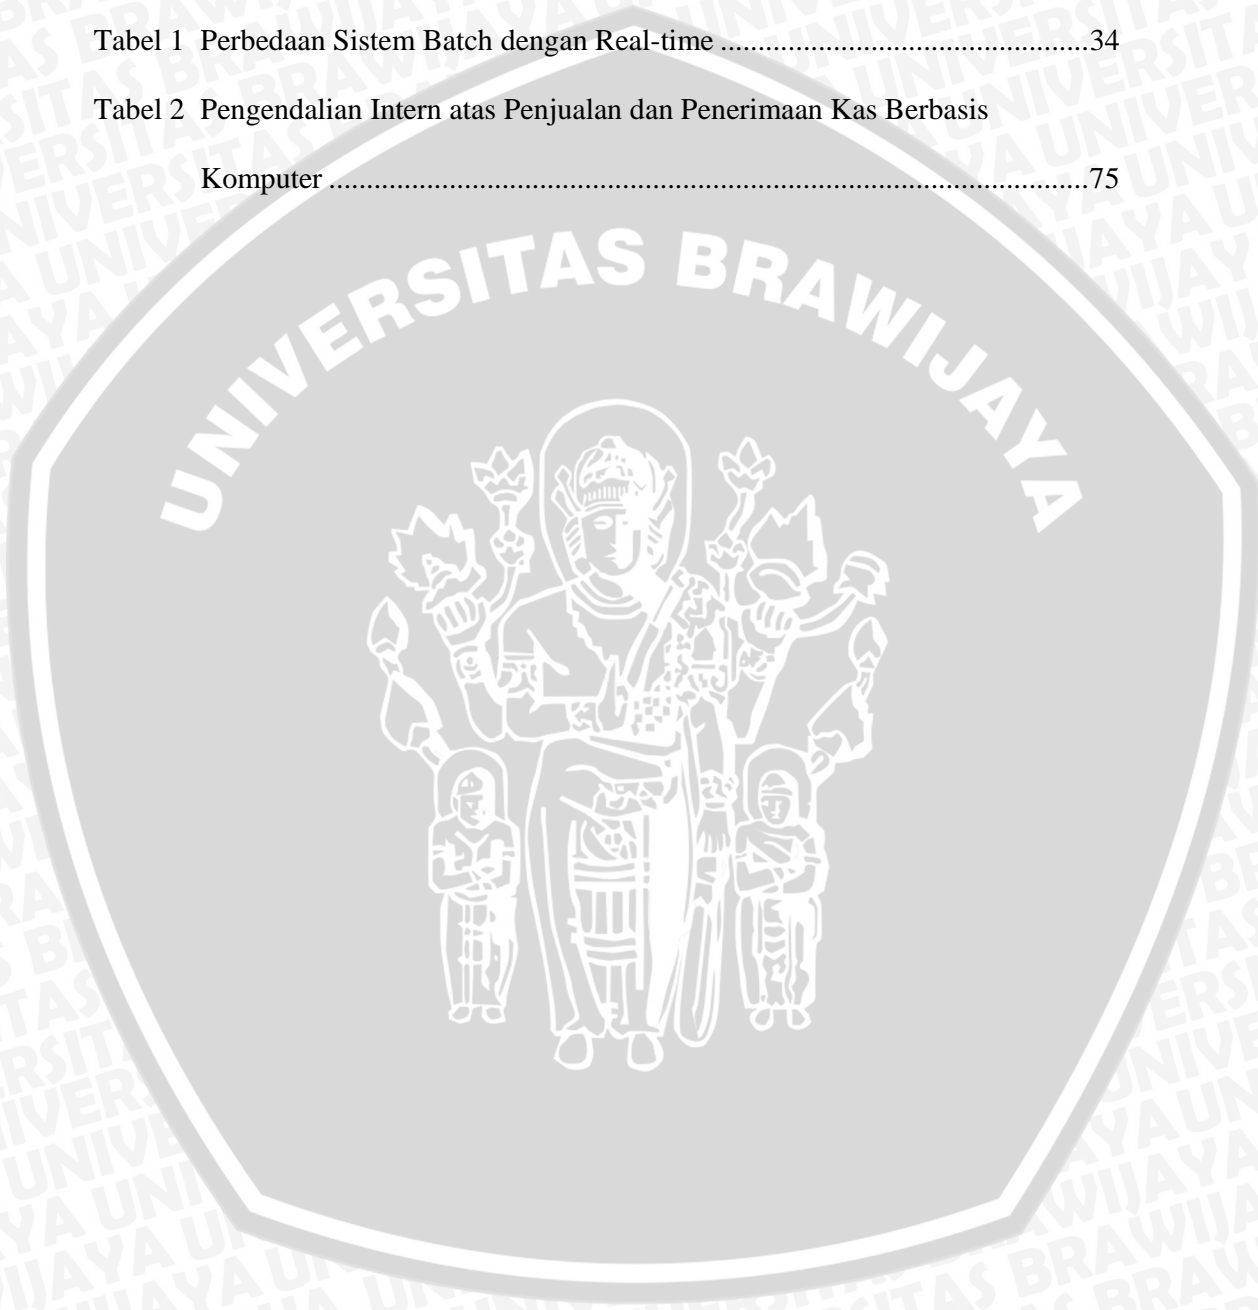 Tabel 1 Perbedaan Sistem Batch dengan Real-time .................................................34
Tabel 2 Pengendalian Intern atas Penjualan dan Penerimaan Kas Berbasis
Komputer .....................................................................................................75
UNIVERSITAS BRAWIJAYA